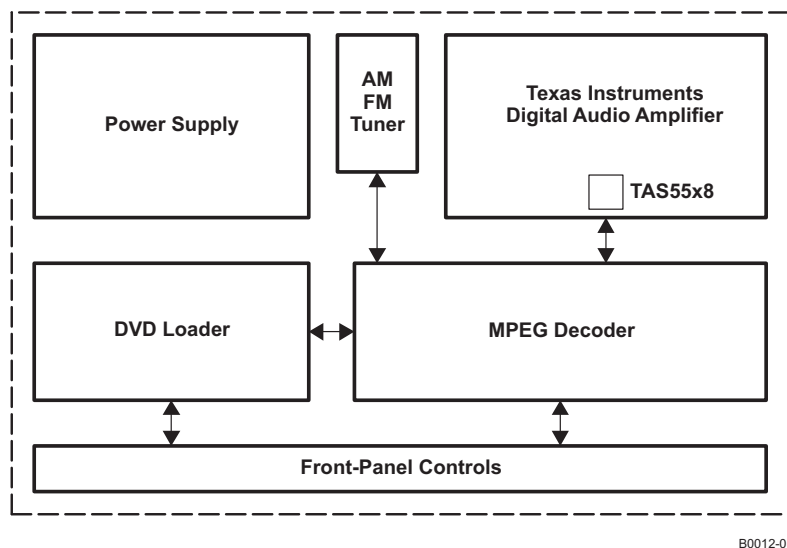 Power Supply
AM
FM
Tuner
Texas Instruments
Digital Audio Amplifier
TAS55x8
DVD Loader
MPEG Decoder
Front-Panel Controls
B0012-0